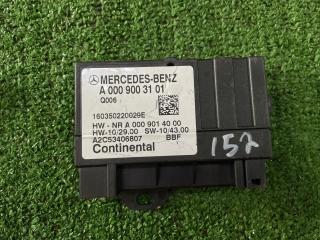 MERCEDES-BENZ
A 000 900 31 01
Q006
160350220029E
HW - NR A 000 901 40 00
HW-10/29.00 SW-10/43.00
A2C53406807 BBF
Continental
152